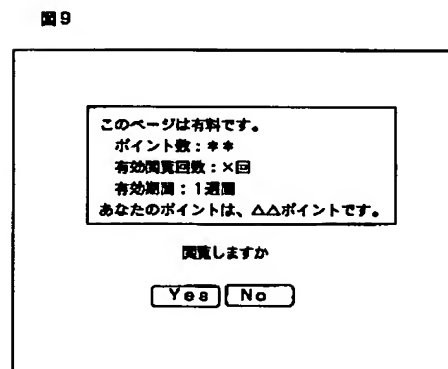 図9
このページは有料です。
ポイント数:**
有効閲覧回数:×回
有効期間:1週間
あなたのポイントは、△△ポイントです。
閲覧しますか
Yes No